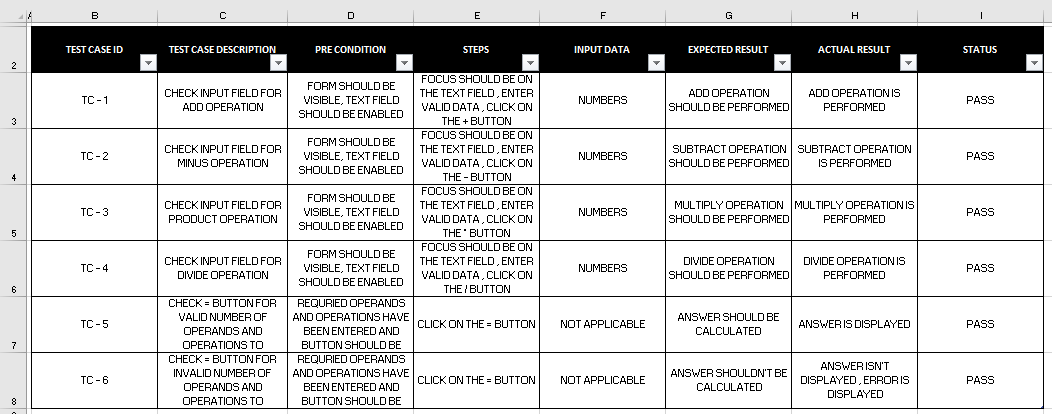 A B C D E F G H I
2 TEST CASE ID TEST CASE DESCRIPTION PRE CONDITION STEPS INPUT DATA EXPECTED RESULT ACTUAL RESULT STATUS
3 TC - 1
CHECK INPUT FIELD FOR
ADD OPERATION
FORM SHOULD BE
VISIBLE, TEXT FIELD
SHOULD BE ENABLED
FOCUS SHOULD BE ON
THE TEXT FIELD , ENTER
VALID DATA , CLICK ON
THE + BUTTON
NUMBERS
ADD OPERATION
SHOULD BE PERFORMED
ADD OPERATION IS
PERFORMED
PASS
4 TC - 2
CHECK INPUT FIELD FOR
MINUS OPERATION
FORM SHOULD BE
VISIBLE, TEXT FIELD
SHOULD BE ENABLED
FOCUS SHOULD BE ON
THE TEXT FIELD , ENTER
VALID DATA , CLICK ON
THE - BUTTON
NUMBERS
SUBTRACT OPERATION
SHOULD BE PERFORMED
SUBTRACT OPERATION
IS PERFORMED
PASS
5 TC - 3
CHECK INPUT FIELD FOR
PRODUCT OPERATION
FORM SHOULD BE
VISIBLE, TEXT FIELD
SHOULD BE ENABLED
FOCUS SHOULD BE ON
THE TEXT FIELD , ENTER
VALID DATA , CLICK ON
THE * BUTTON
NUMBERS
MULTIPLY OPERATION
SHOULD BE PERFORMED
MULTIPLY OPERATION IS
PERFORMED
PASS
6 TC - 4
CHECK INPUT FIELD FOR
DIVIDE OPERATION
FORM SHOULD BE
VISIBLE, TEXT FIELD
SHOULD BE ENABLED
FOCUS SHOULD BE ON
THE TEXT FIELD , ENTER
VALID DATA , CLICK ON
THE / BUTTON
NUMBERS
DIVIDE OPERATION
SHOULD BE PERFORMED
DIVIDE OPERATION IS
PERFORMED
PASS
7 TC - 5
CHECK = BUTTON FOR
VALID NUMBER OF
OPERANDS AND
OPERATIONS TO
REQURIED OPERANDS
AND OPERATIONS HAVE
BEEN ENTERED AND
BUTTON SHOULD BE
CLICK ON THE = BUTTON
NOT APPLICABLE
ANSWER SHOULD BE
CALCULATED
ANSWER IS DISPLAYED
PASS
8 TC - 6
CHECK = BUTTON FOR
INVALID NUMBER OF
OPERANDS AND
OPERATIONS TO
REQURIED OPERANDS
AND OPERATIONS HAVE
BEEN ENTERED AND
BUTTON SHOULD BE
CLICK ON THE = BUTTON
NOT APPLICABLE
ANSWER SHOULDN'T BE
CALCULATED
ANSWER ISN'T
DISPLAYED , ERROR IS
DISPLAYED
PASS